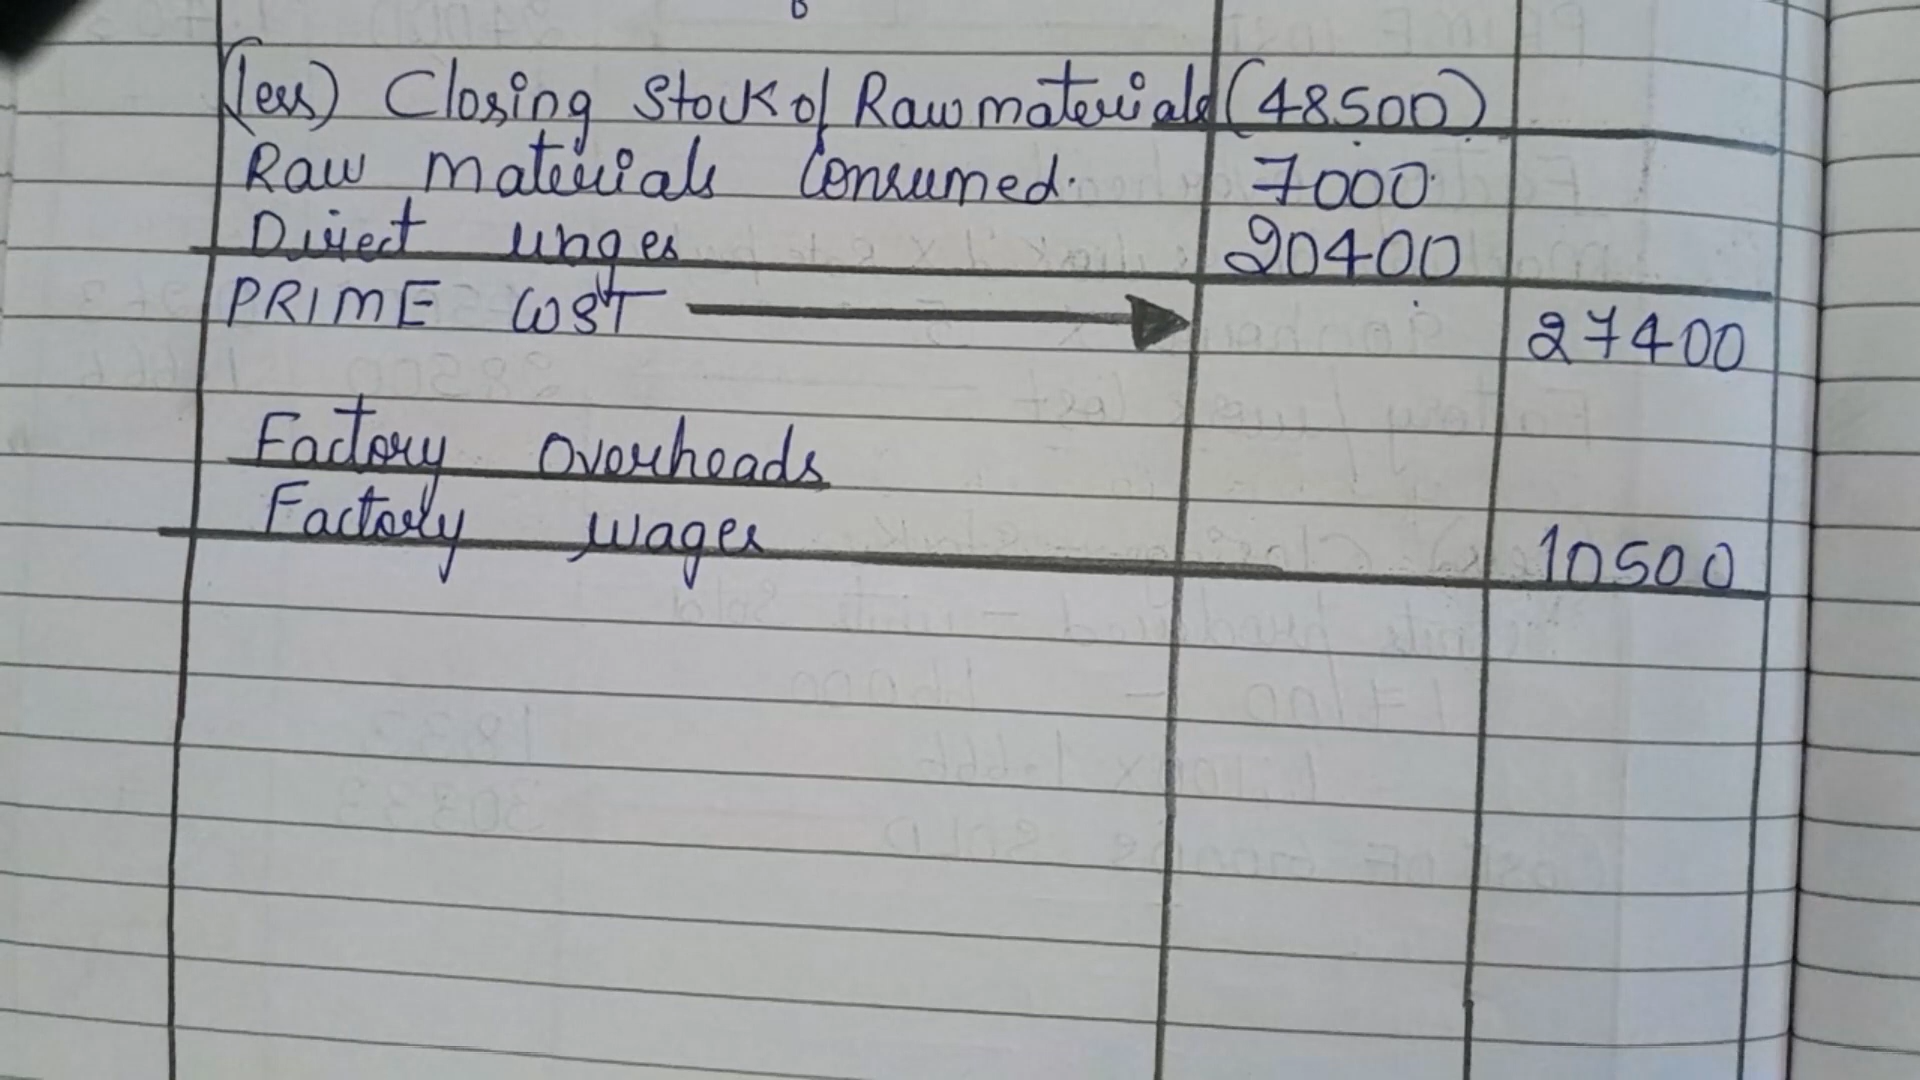 (less) Closing Stock of Raw materials (48500)
Raw materials Consumed. 7000
Direct wages 20400
PRIME COST 27400
Factory Overheads
Factory wages 10500